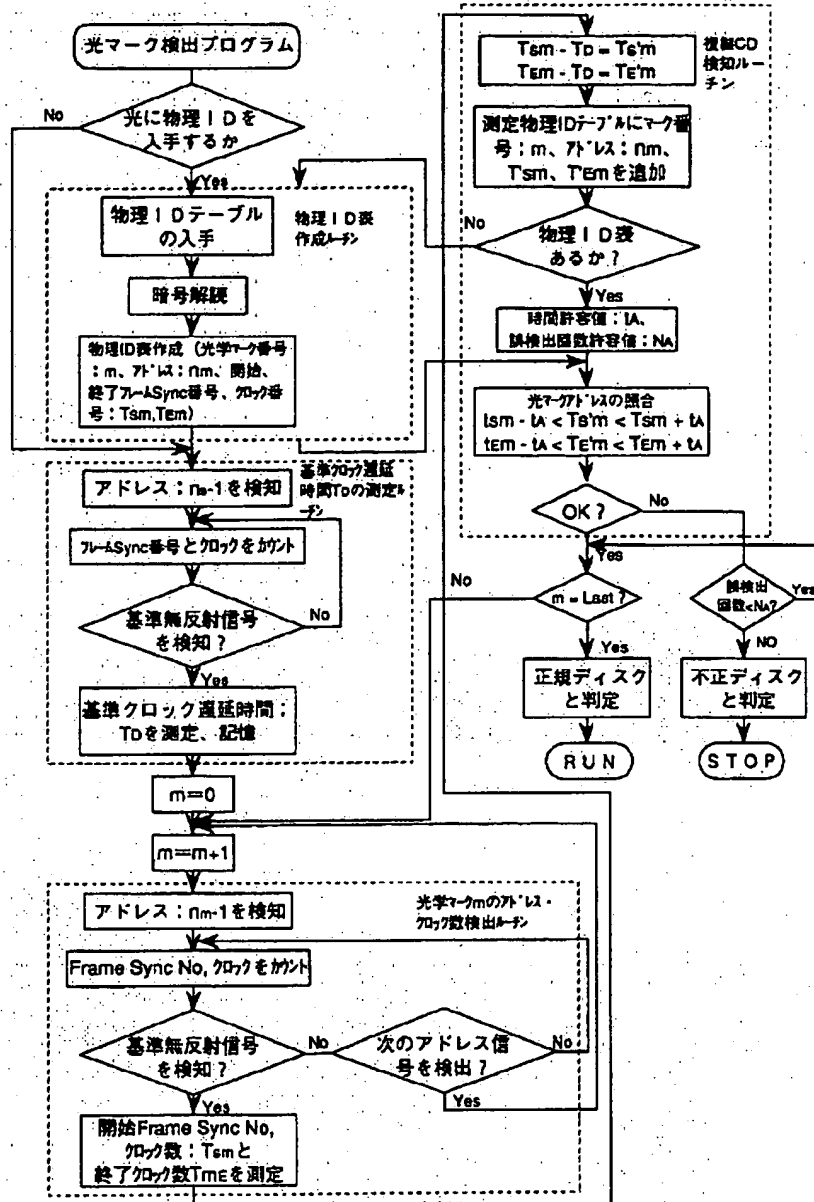 光マーク検出プログラム
光に物理IDを
入手するか
No
Yes
物理IDテーブル
の入手
物理ID表
作成ルーチン
暗号解読
物理ID表作成 (光学マーク番号
:m、アドレス:nm、開始、
終了フレームSync番号、クロック番
号:Tsm,TEm)
アドレス:ns-1を検知
基準クロック遅延
時間TDの測定ル
ーチン
フレームSync番号とクロックをカウント
基準無反射信号
を検知?
No
Yes
基準クロック遅延時間:
TDを測定、記憶
m=0
m=m+1
アドレス:nm-1を検知
光学マークmのアドレス・
クロック数検出ルーチン
Frame Sync No, クロックをカウント
基準無反射信号
を検知?
No
次のアドレス信
号を検出?
No
Yes
Yes
開始Frame Sync No,
クロック数:Tsmと
終了クロック数TmEを測定
Tsm - TD = Ts'm
TEm - TD = TE'm
複製CD
検知ルー
チン
測定物理IDテーブルにマーク番
号:m、アドレス:nm、
T'sm、T'Emを追加
No
物理ID表
あるか?
Yes
時間許容値:tA、
誤検出回数許容値:NA
光マークアドレスの照合
tsm - tA < Ts'm < Tsm + tA
tEm - tA < TE'm < TEm + tA
OK?
No
Yes
No
m = Last?
誤検出
回数<NA?
Yes
Yes
NO
正規ディスク
と判定
不正ディスク
と判定
RUN
STOP